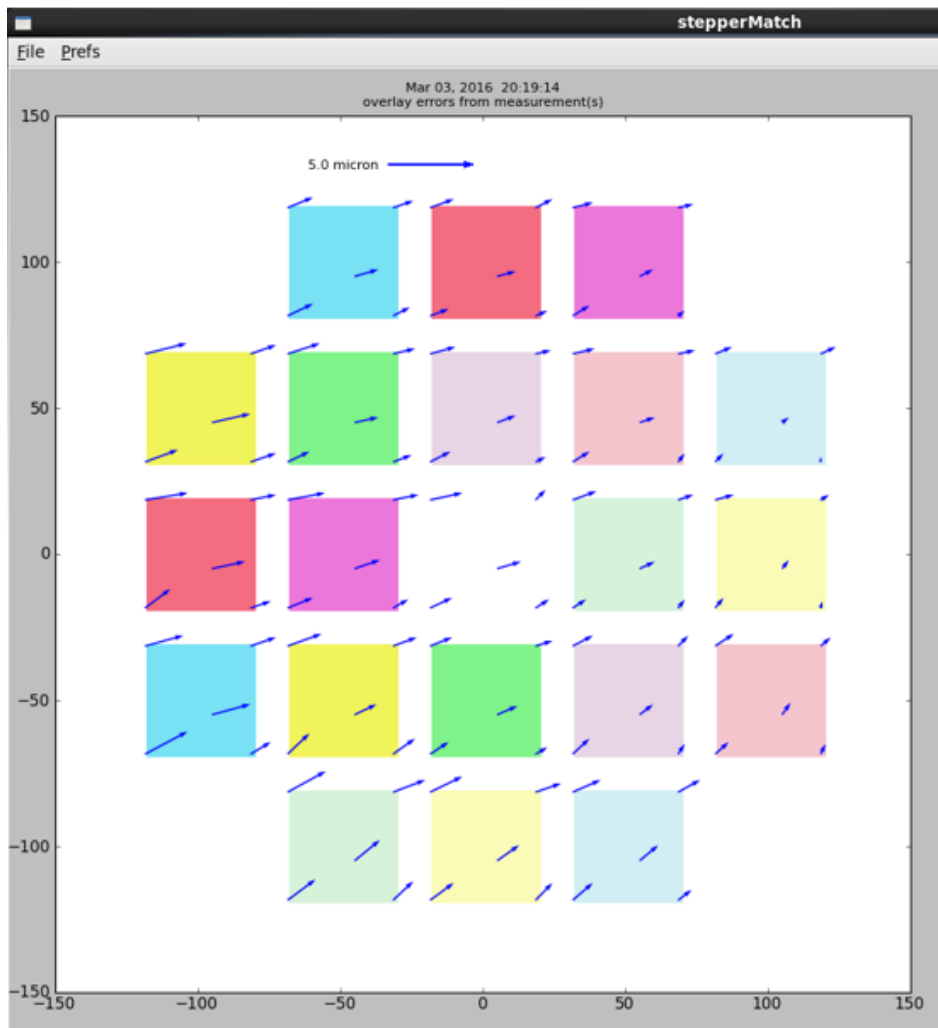 stepperMatch
File Prefs
Mar 03, 2016 20:19:14
overlay errors from measurement(s)
150
5.0 micron
100
50
0
−50
−100
−150
−150 −100 −50 0 50 100 150